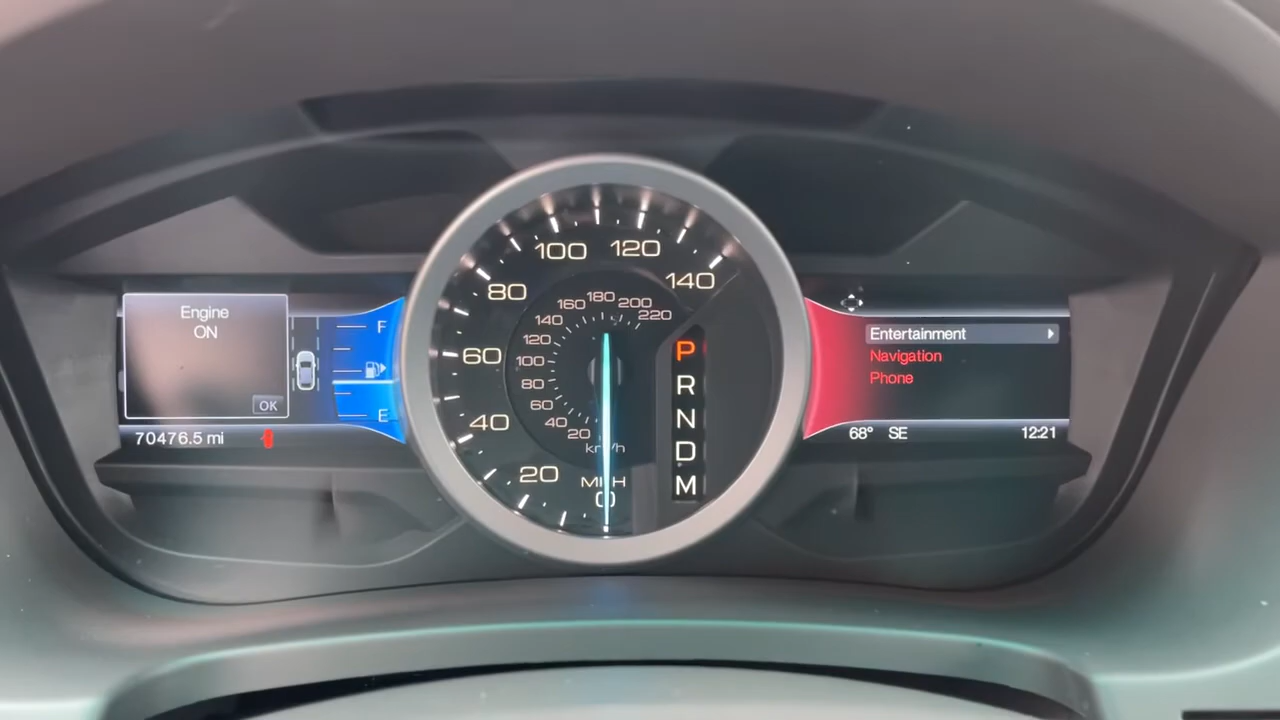 Engine
ON
OK
70476.5 mi
F
E
20
40
60
80
100
120
140
20
40
60
80
100
120
140
160
180
200
220
km/h
MPH
0
P
R
N
D
M
Entertainment
Navigation
Phone
68° SE
12:21